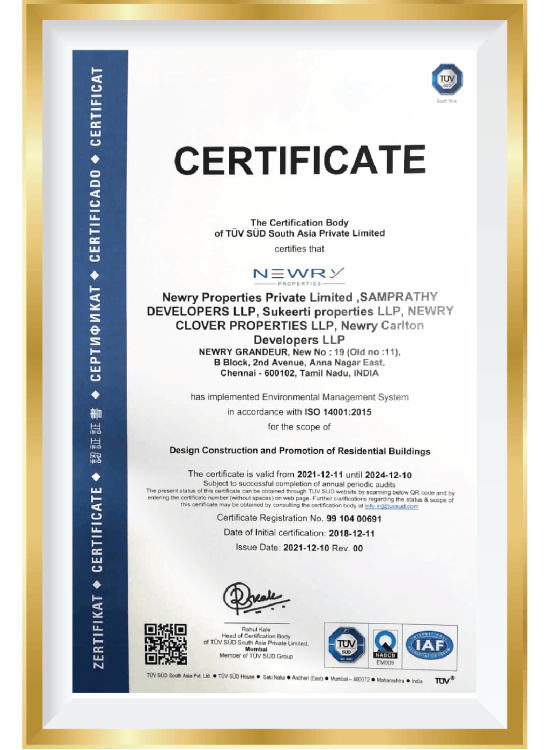 ZERTIFIKAT ◆ CERTIFICATE ◆ 認証証書 ◆ СЕРТИФИКАТ ◆ CERTIFICADO ◆ CERTIFICAT
TÜV
SÜD
South Asia
CERTIFICATE
The Certification Body
of TÜV SÜD South Asia Private Limited
certifies that
NEWRY
PROPERTIES
Newry Properties Private Limited ,SAMPRATHY
DEVELOPERS LLP, Sukeerti properties LLP, NEWRY
CLOVER PROPERTIES LLP, Newry Carlton
Developers LLP
NEWRY GRANDEUR, New No : 19 (Old no :11),
B Block, 2nd Avenue, Anna Nagar East,
Chennai - 600102, Tamil Nadu, INDIA
has implemented Environmental Management System
in accordance with ISO 14001:2015
for the scope of
Design Construction and Promotion of Residential Buildings
The certificate is valid from 2021-12-11 until 2024-12-10
Subject to successful completion of annual periodic audits
The present status of this certificate can be obtained through TUV SUD website by scanning below QR code and by
entering the certificate number (without spaces) on web page. Further clarifications regarding the status & scope of
this certificate may be obtained by consulting the certification body at info.in@tuvsud.com
Certificate Registration No. 99 104 00691
Date of Initial certification: 2018-12-11
Issue Date: 2021-12-10 Rev. 00
Rahul Kale
Head of Certification Body
of TÜV SÜD South Asia Private Limited,
Mumbai
Member of TÜV SÜD Group
TÜV
SÜD
NABCB
EM009
IAF
TÜV SÜD South Asia Pvt. Ltd. ● TÜV SÜD House ● Saki Naka ● Andheri (East) ● Mumbai – 400072 ● Maharashtra ● India TÜV®